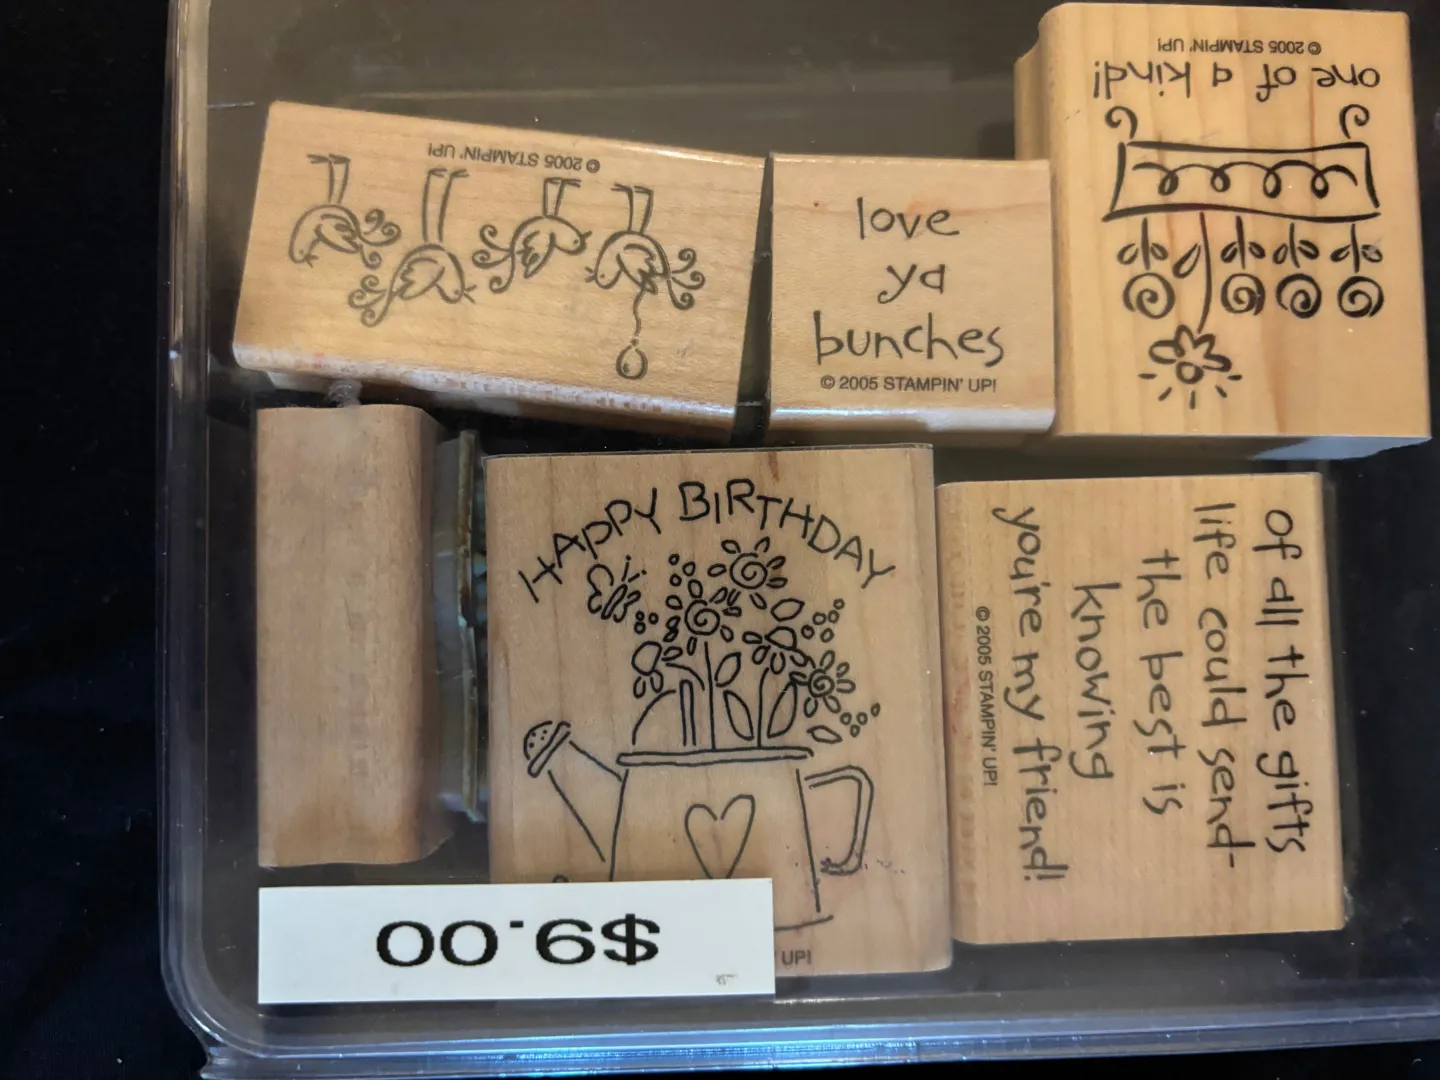 © 2005 STAMPIN' UP!
love
ya
bunches
© 2005 STAMPIN' UP!
one of a kind!
© 2005 STAMPIN' UP!
HAPPY BIRTHDAY
UP!
of all the gifts
life could send-
the best is
knowing
you're my friend!
© 2005 STAMPIN' UP!
$9.00